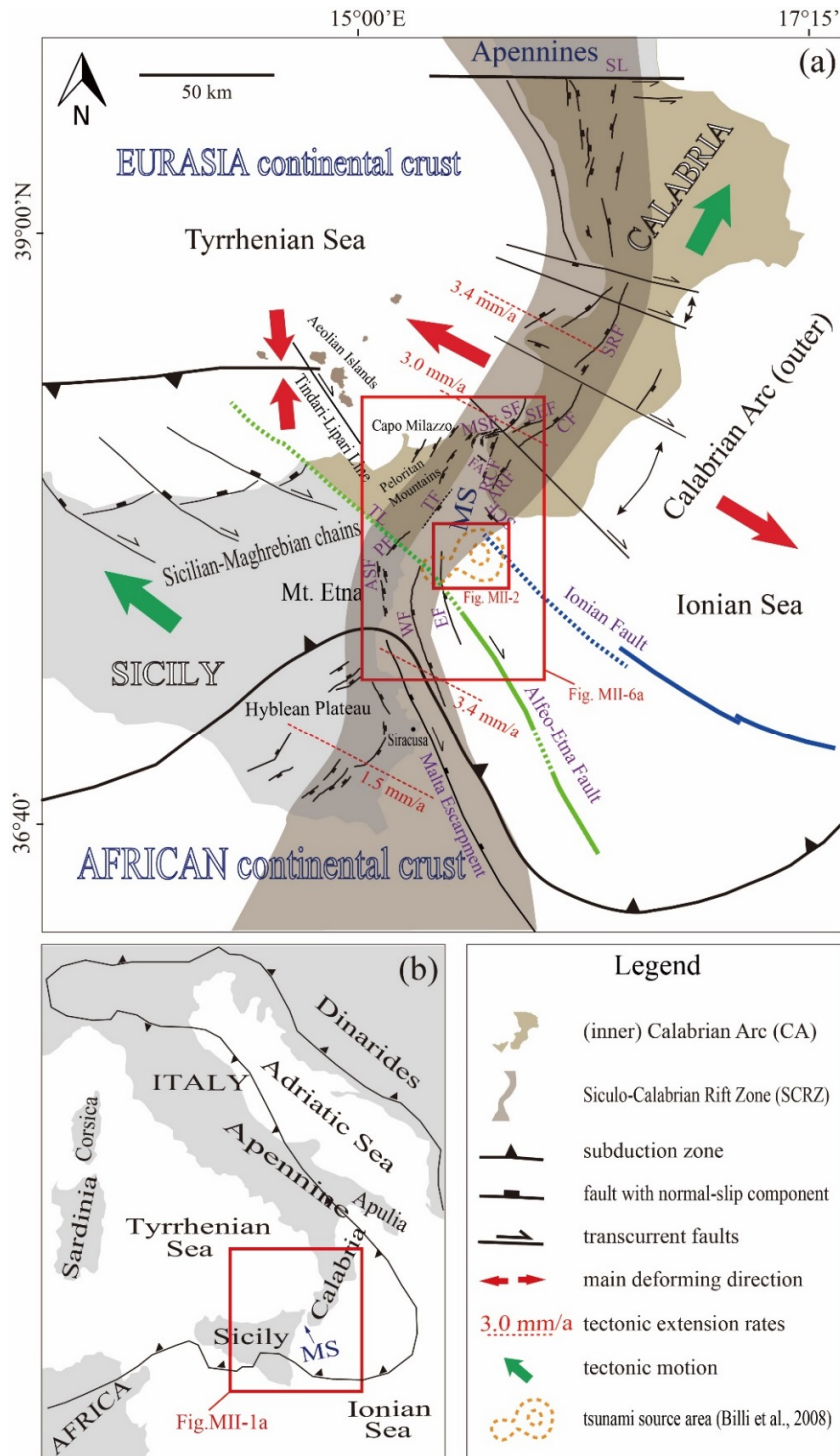 15°00'E
17°15'
(a)
Apennines
SL
50 km
N
EURASIA continental crust
CALABRIA
39°00'N
Tyrrhenian Sea
3.4 mm/a
Aeolian Islands
SRF
3.0 mm/a
Tindari-Lipari Line
Capo Milazzo
MSF
SF
SEF
CF
Calabrian Arc (outer)
Peloritan
Mountains
ARF
TF
MS
SCF
TL
PF
Sicilian-Maghrebian chains
ASF
Mt. Etna
Fig. MII-2
Ionian Fault
Ionian Sea
WF
EF
SICILY
Fig. MII-6a
Hyblean Plateau
3.4 mm/a
Alfeo-Etna Fault
Siracusa
1.5 mm/a
Malta Escarpment
36°40'
AFRICAN continental crust
(b)
Dinarides
ITALY
Adriatic Sea
Corsica
Apennine
Apulia
Sardinia
Tyrrhenian
Sea
Calabria
Sicily
MS
AFRICA
Fig.MII-1a
Ionian
Sea
Legend
(inner) Calabrian Arc (CA)
Siculo-Calabrian Rift Zone (SCRZ)
subduction zone
fault with normal-slip component
transcurrent faults
main deforming direction
3.0 mm/a tectonic extension rates
tectonic motion
tsunami source area (Billi et al., 2008)